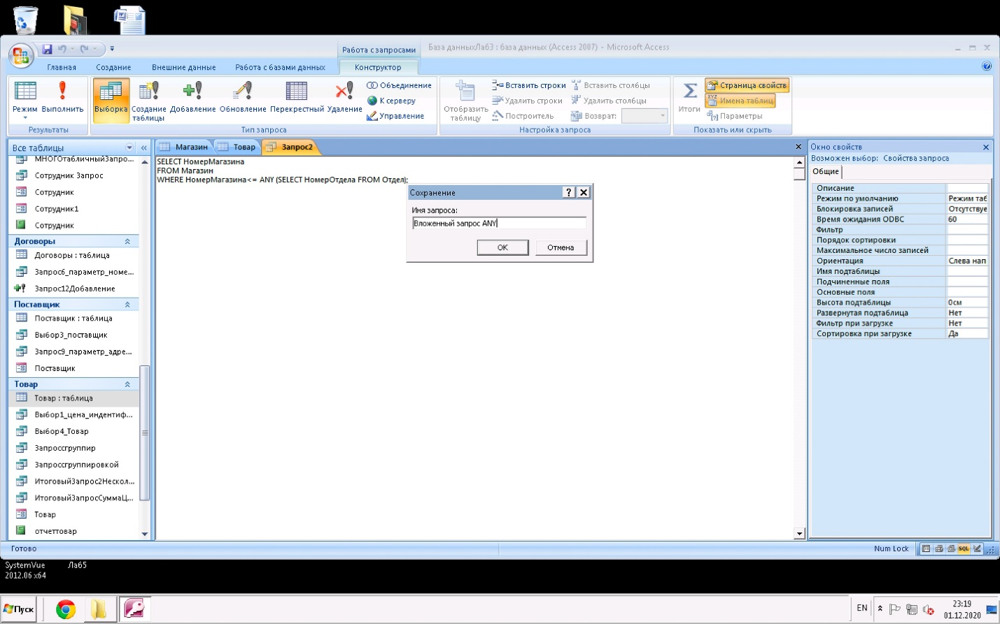 Работа с запросами
База данныхЛаб3 : база данных (Access 2007) - Microsoft Access
Главная
Создание
Внешние данные
Работа с базами данных
Конструктор
Режим
Выполнить
Результаты
Выборка
Создание таблицы
Добавление
Обновление
Перекрестный
Удаление
Объединение
К серверу
Управление
Тип запроса
Отобразить таблицу
Вставить строки
Удалить строки
Построитель
Вставить столбцы
Удалить столбцы
Возврат:
Настройка запроса
Итоги
Страница свойств
Имена таблиц
Параметры
Показать или скрыть
Все таблицы
МНОГОтабличныйЗапро...
Сотрудник Запрос
Сотрудник
Сотрудник1
Сотрудник
Договоры
Договоры : таблица
Запрос6_параметр_номе...
Запрос12Добавление
Поставщик
Поставщик : таблица
Выбор3_поставщик
Запрос9_параметр_адре...
Поставщик
Товар
Товар : таблица
Выбор1_цена_индентиф...
Выбор4_Товар
Запроссгруппир
Запроссгруппировкой
ИтоговыйЗапрос2Нескол...
ИтоговыйЗапросСуммаЦ...
Товар
отчеттовар
Магазин
Товар
Запрос2
SELECT НомерМагазина
FROM Магазин
WHERE НомерМагазина<= ANY (SELECT НомерОтдела FROM Отдел);
Сохранение
Имя запроса:
Вложенный запрос ANY
OK
Отмена
Окно свойств
Возможен выбор: Свойства запроса
Общие
Описание
Режим по умолчанию Режим таб
Блокировка записей Отсутствуе
Время ожидания ODBC 60
Фильтр
Порядок сортировки
Максимальное число записей
Ориентация Слева нап
Имя подтаблицы
Подчиненные поля
Основные поля
Высота подтаблицы 0см
Развернутая подтаблица Нет
Фильтр при загрузке Нет
Сортировка при загрузке Да
Готово
Num Lock
SQL
SystemVue
2012.06 x64
Лаб5
Пуск
EN
23:19
01.12.2020